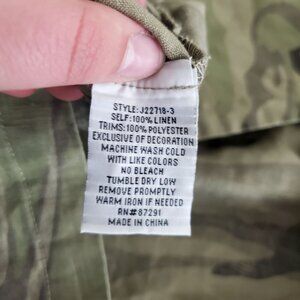 STYLE:J22718-3
SELF:100%LINEN
TRIMS:100%POLYESTER
EXCLUSIVE OF DECORATION
MACHINE WASH COLD
WITH LIKE COLORS
NO BLEACH
TUMBLE DRY LOW
REMOVE PROMPTLY
WARM IRON IF NEEDED
RN#87291
MADE IN CHINA